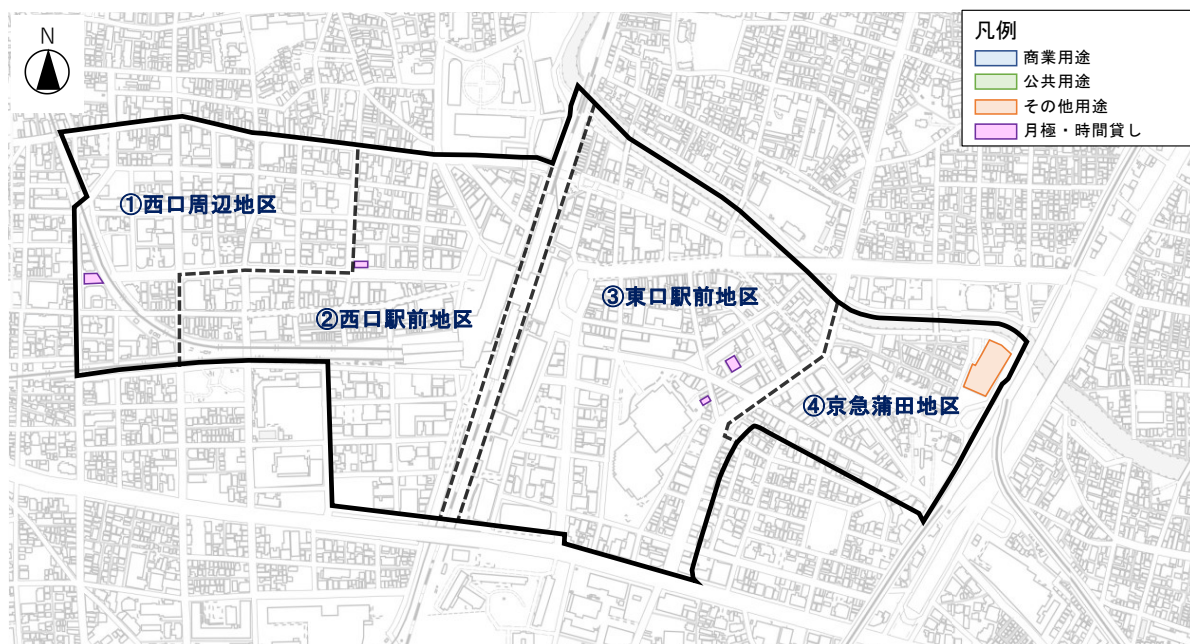 N
凡例
商業用途
公共用途
その他用途
月極・時間貸し
①西口周辺地区
②西口駅前地区
③東口駅前地区
④京急蒲田地区